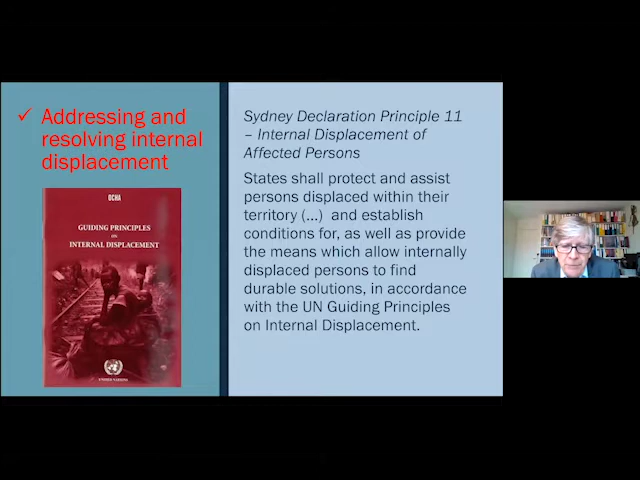 Addressing and
resolving internal
displacement
OCHA
GUIDING PRINCIPLES
on
INTERNAL DISPLACEMENT
UNITED NATIONS
Sydney Declaration Principle 11
– Internal Displacement of
Affected Persons
States shall protect and assist
persons displaced within their
territory (…)  and establish
conditions for, as well as provide
the means which allow internally
displaced persons to find
durable solutions, in accordance
with the UN Guiding Principles
on Internal Displacement.